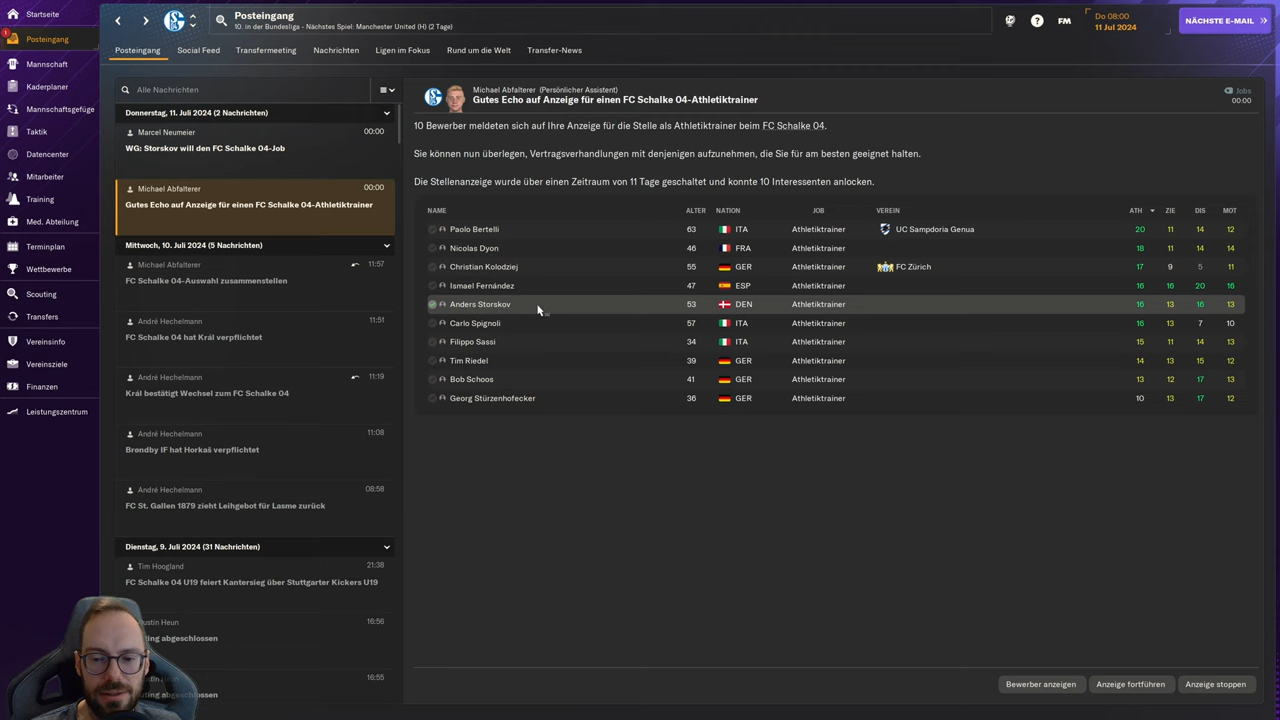 Startseite
Posteingang
10. in der Bundesliga - Nächstes Spiel: Manchester United (H) (2 Tage)
FM
Do 08:00
11 Jul 2024
NÄCHSTE E-MAIL
1
Posteingang
Mannschaft
Kaderplaner
Mannschaftsgefüge
Taktik
Datencenter
Mitarbeiter
Training
Med. Abteilung
Terminplan
Wettbewerbe
Scouting
Transfers
Vereinsinfo
Vereinsziele
Finanzen
Leistungszentrum
Posteingang
Social Feed
Transfermeeting
Nachrichten
Ligen im Fokus
Rund um die Welt
Transfer-News
Alle Nachrichten
Donnerstag, 11. Juli 2024 (2 Nachrichten)
Marcel Neumeier 00:00
WG: Storskov will den FC Schalke 04-Job
Michael Abfalterer 00:00
Gutes Echo auf Anzeige für einen FC Schalke 04-Athletiktrainer
Mittwoch, 10. Juli 2024 (5 Nachrichten)
Michael Abfalterer 11:57
FC Schalke 04-Auswahl zusammenstellen
André Hechelmann 11:51
FC Schalke 04 hat Král verpflichtet
André Hechelmann 11:19
Král bestätigt Wechsel zum FC Schalke 04
André Hechelmann 11:08
Brøndby IF hat Horkaš verpflichtet
André Hechelmann 08:58
FC St. Gallen 1879 zieht Leihgebot für Lasme zurück
Dienstag, 9. Juli 2024 (31 Nachrichten)
Tim Hoogland 21:38
FC Schalke 04 U19 feiert Kantersieg über Stuttgarter Kickers U19
Heun 16:56
abgeschlossen
16:55
abgeschlossen
Michael Abfalterer (Persönlicher Assistent)
Gutes Echo auf Anzeige für einen FC Schalke 04-Athletiktrainer
Jobs
00:00
10 Bewerber meldeten sich auf Ihre Anzeige für die Stelle als Athletiktrainer beim FC Schalke 04.
Sie können nun überlegen, Vertragsverhandlungen mit denjenigen aufzunehmen, die Sie für am besten geeignet halten.
Die Stellenanzeige wurde über einen Zeitraum von 11 Tage geschaltet und konnte 10 Interessenten anlocken.
NAME ALTER NATION JOB VEREIN ATH ZIE DIS MOT
Paolo Bertelli 63 ITA Athletiktrainer UC Sampdoria Genua 20 11 14 12
Nicolas Dyon 46 FRA Athletiktrainer 18 11 14 14
Christian Kolodziej 55 GER Athletiktrainer FC Zürich 17 9 5 11
Ismael Fernández 47 ESP Athletiktrainer 16 16 20 16
Anders Storskov 53 DEN Athletiktrainer 16 13 16 13
Carlo Spignoli 57 ITA Athletiktrainer 16 13 7 10
Filippo Sassi 34 ITA Athletiktrainer 15 11 14 13
Tim Riedel 39 GER Athletiktrainer 14 13 15 12
Bob Schoos 41 GER Athletiktrainer 13 12 17 13
Georg Stürzenhofecker 36 GER Athletiktrainer 10 13 17 12
Bewerber anzeigen
Anzeige fortführen
Anzeige stoppen